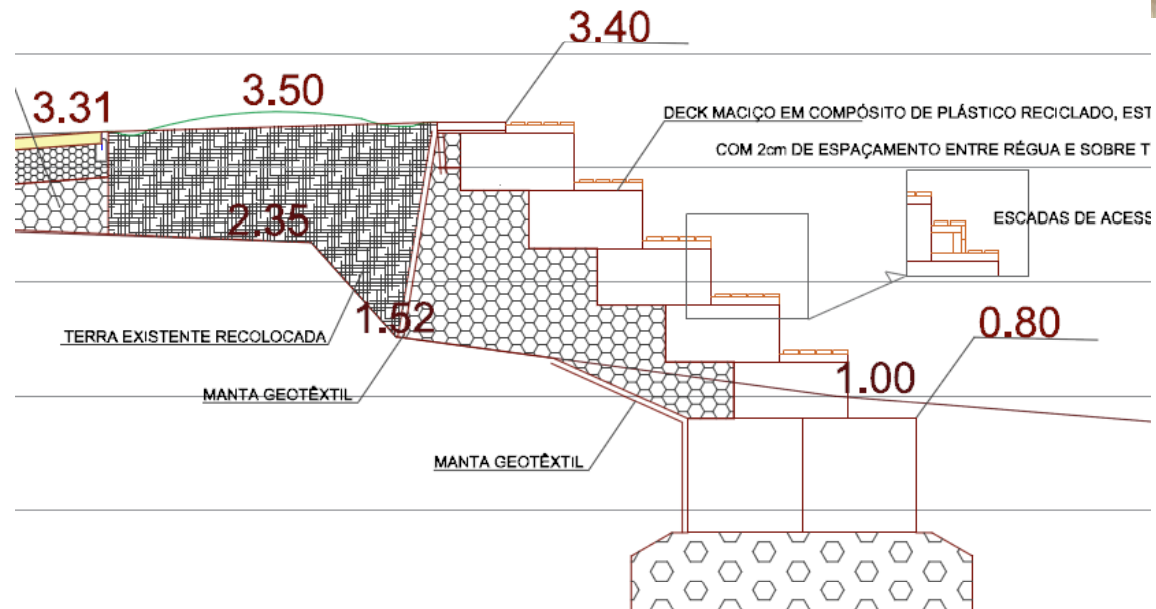 3.40
3.50
3.31
DECK MACIÇO EM COMPÓSITO DE PLÁSTICO RECICLADO, EST
COM 2cm DE ESPAÇAMENTO ENTRE RÉGUA E SOBRE T
2.35
ESCADAS DE ACESS
1.52
0.80
TERRA EXISTENTE RECOLOCADA
1.00
MANTA GEOTÊXTIL
MANTA GEOTÊXTIL